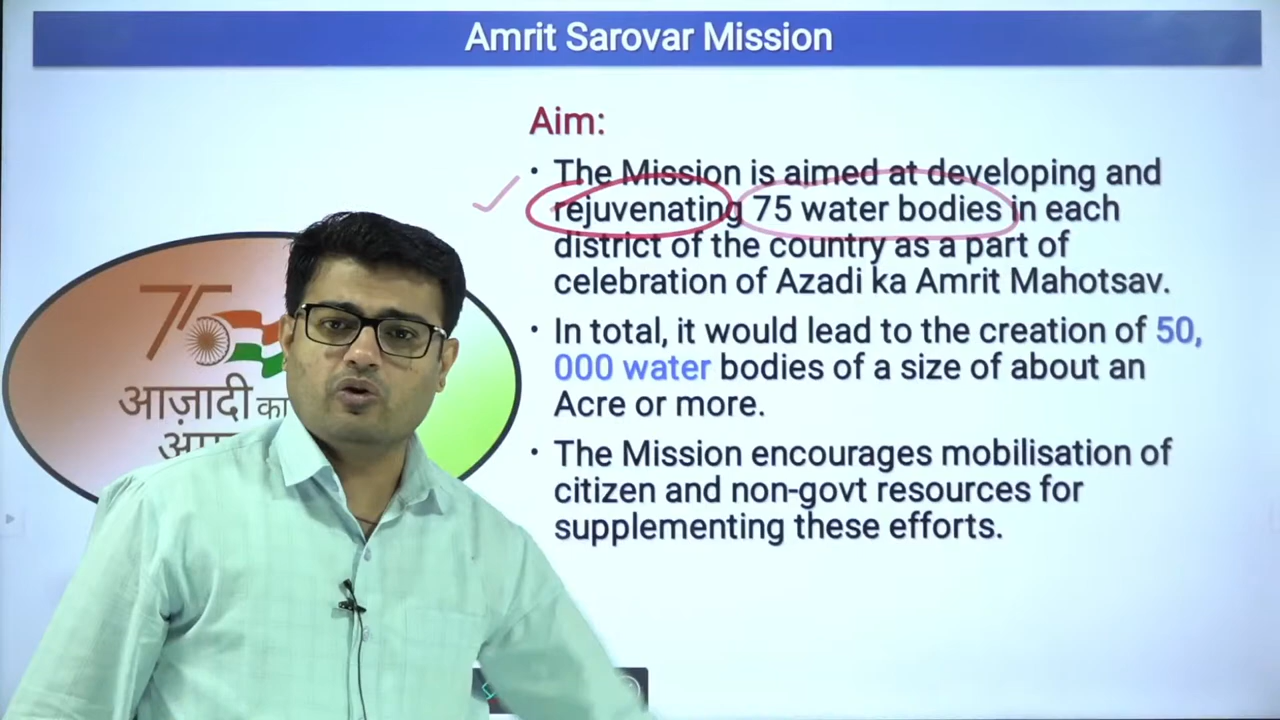 Amrit Sarovar Mission
Aim:
• The Mission is aimed at developing and
rejuvenating 75 water bodies in each
district of the country as a part of
celebration of Azadi ka Amrit Mahotsav.
• In total, it would lead to the creation of 50,
000 water bodies of a size of about an
Acre or more.
• The Mission encourages mobilisation of
citizen and non-govt resources for
supplementing these efforts.
75
आज़ादी का